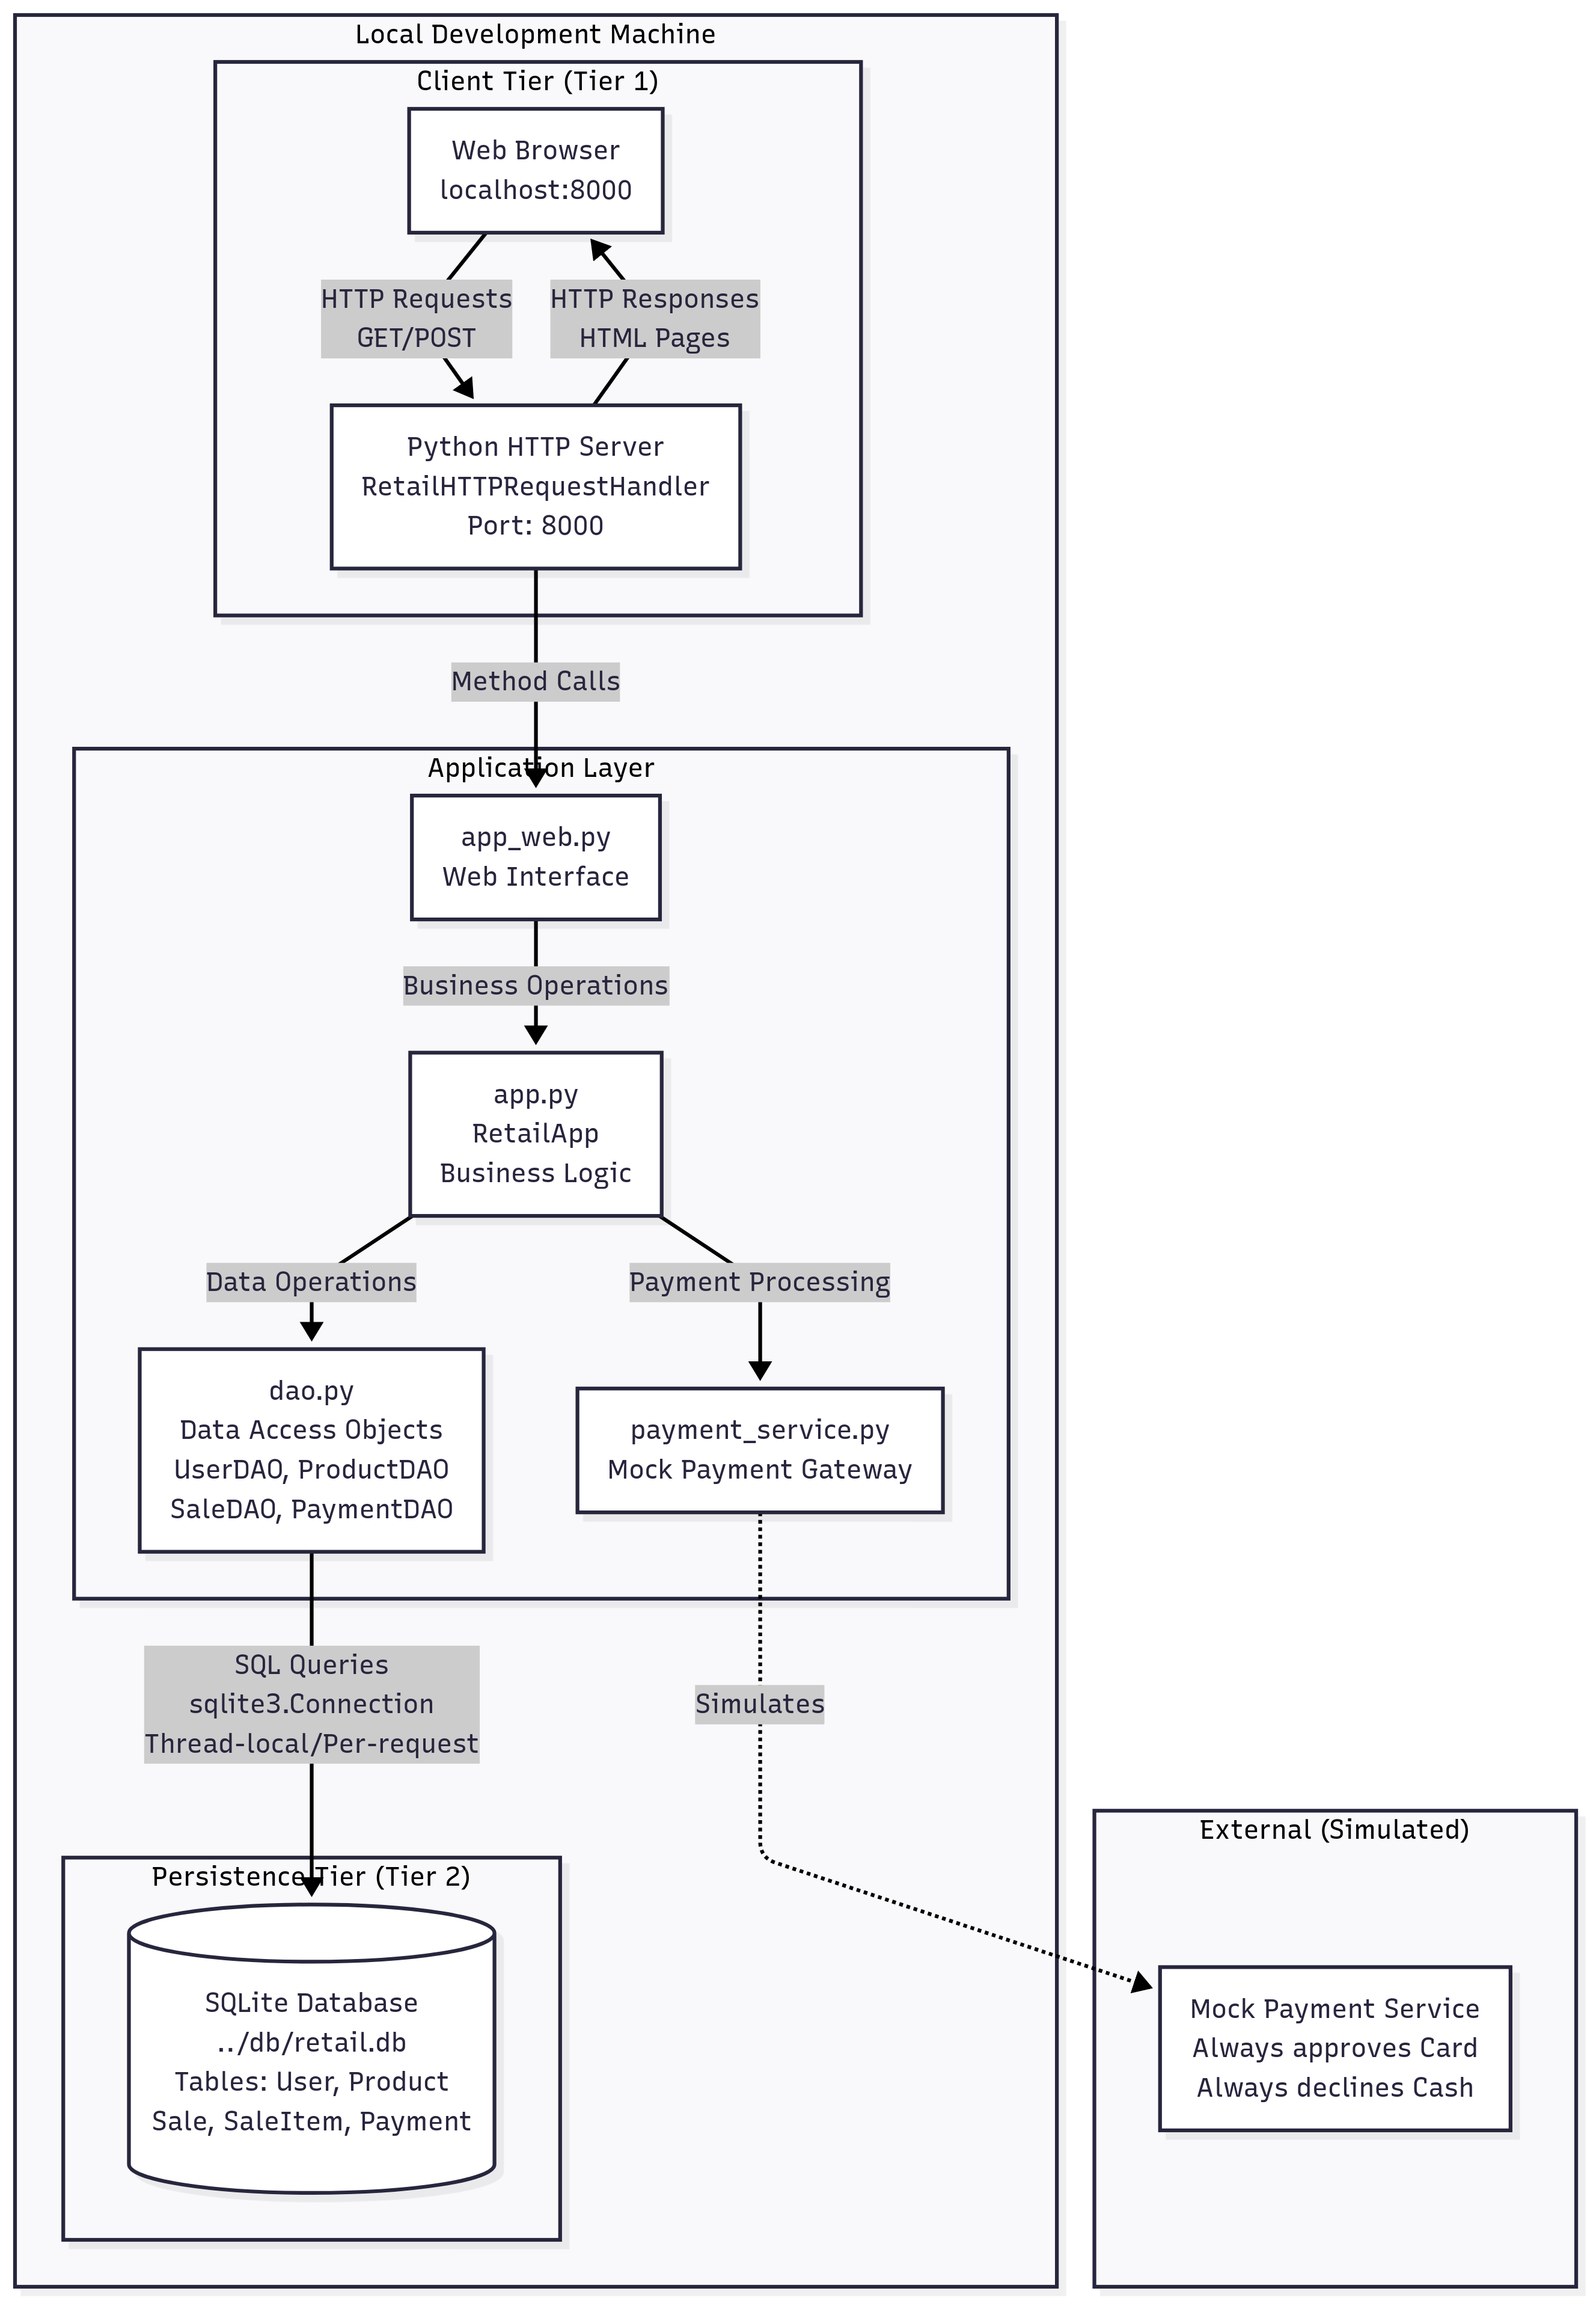 Local Development Machine
Client Tier (Tier 1)
Web Browser
localhost:8000
HTTP Requests
GET/POST
HTTP Responses
HTML Pages
Python HTTP Server
RetailHTTPRequestHandler
Port: 8000
Method Calls
Application Layer
app_web.py
Web Interface
Business Operations
app.py
RetailApp
Business Logic
Data Operations
Payment Processing
dao.py
Data Access Objects
UserDAO, ProductDAO
SaleDAO, PaymentDAO
payment_service.py
Mock Payment Gateway
SQL Queries
sqlite3.Connection
Thread-local/Per-request
Simulates
External (Simulated)
Persistence Tier (Tier 2)
SQLite Database
../db/retail.db
Tables: User, Product
Sale, SaleItem, Payment
Mock Payment Service
Always approves Card
Always declines Cash